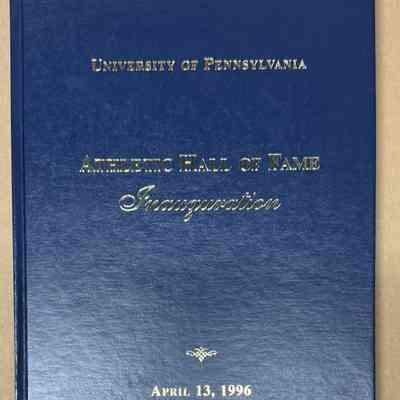 University of Pennsylvania
Athletic Hall of Fame
Inauguration
April 13, 1996